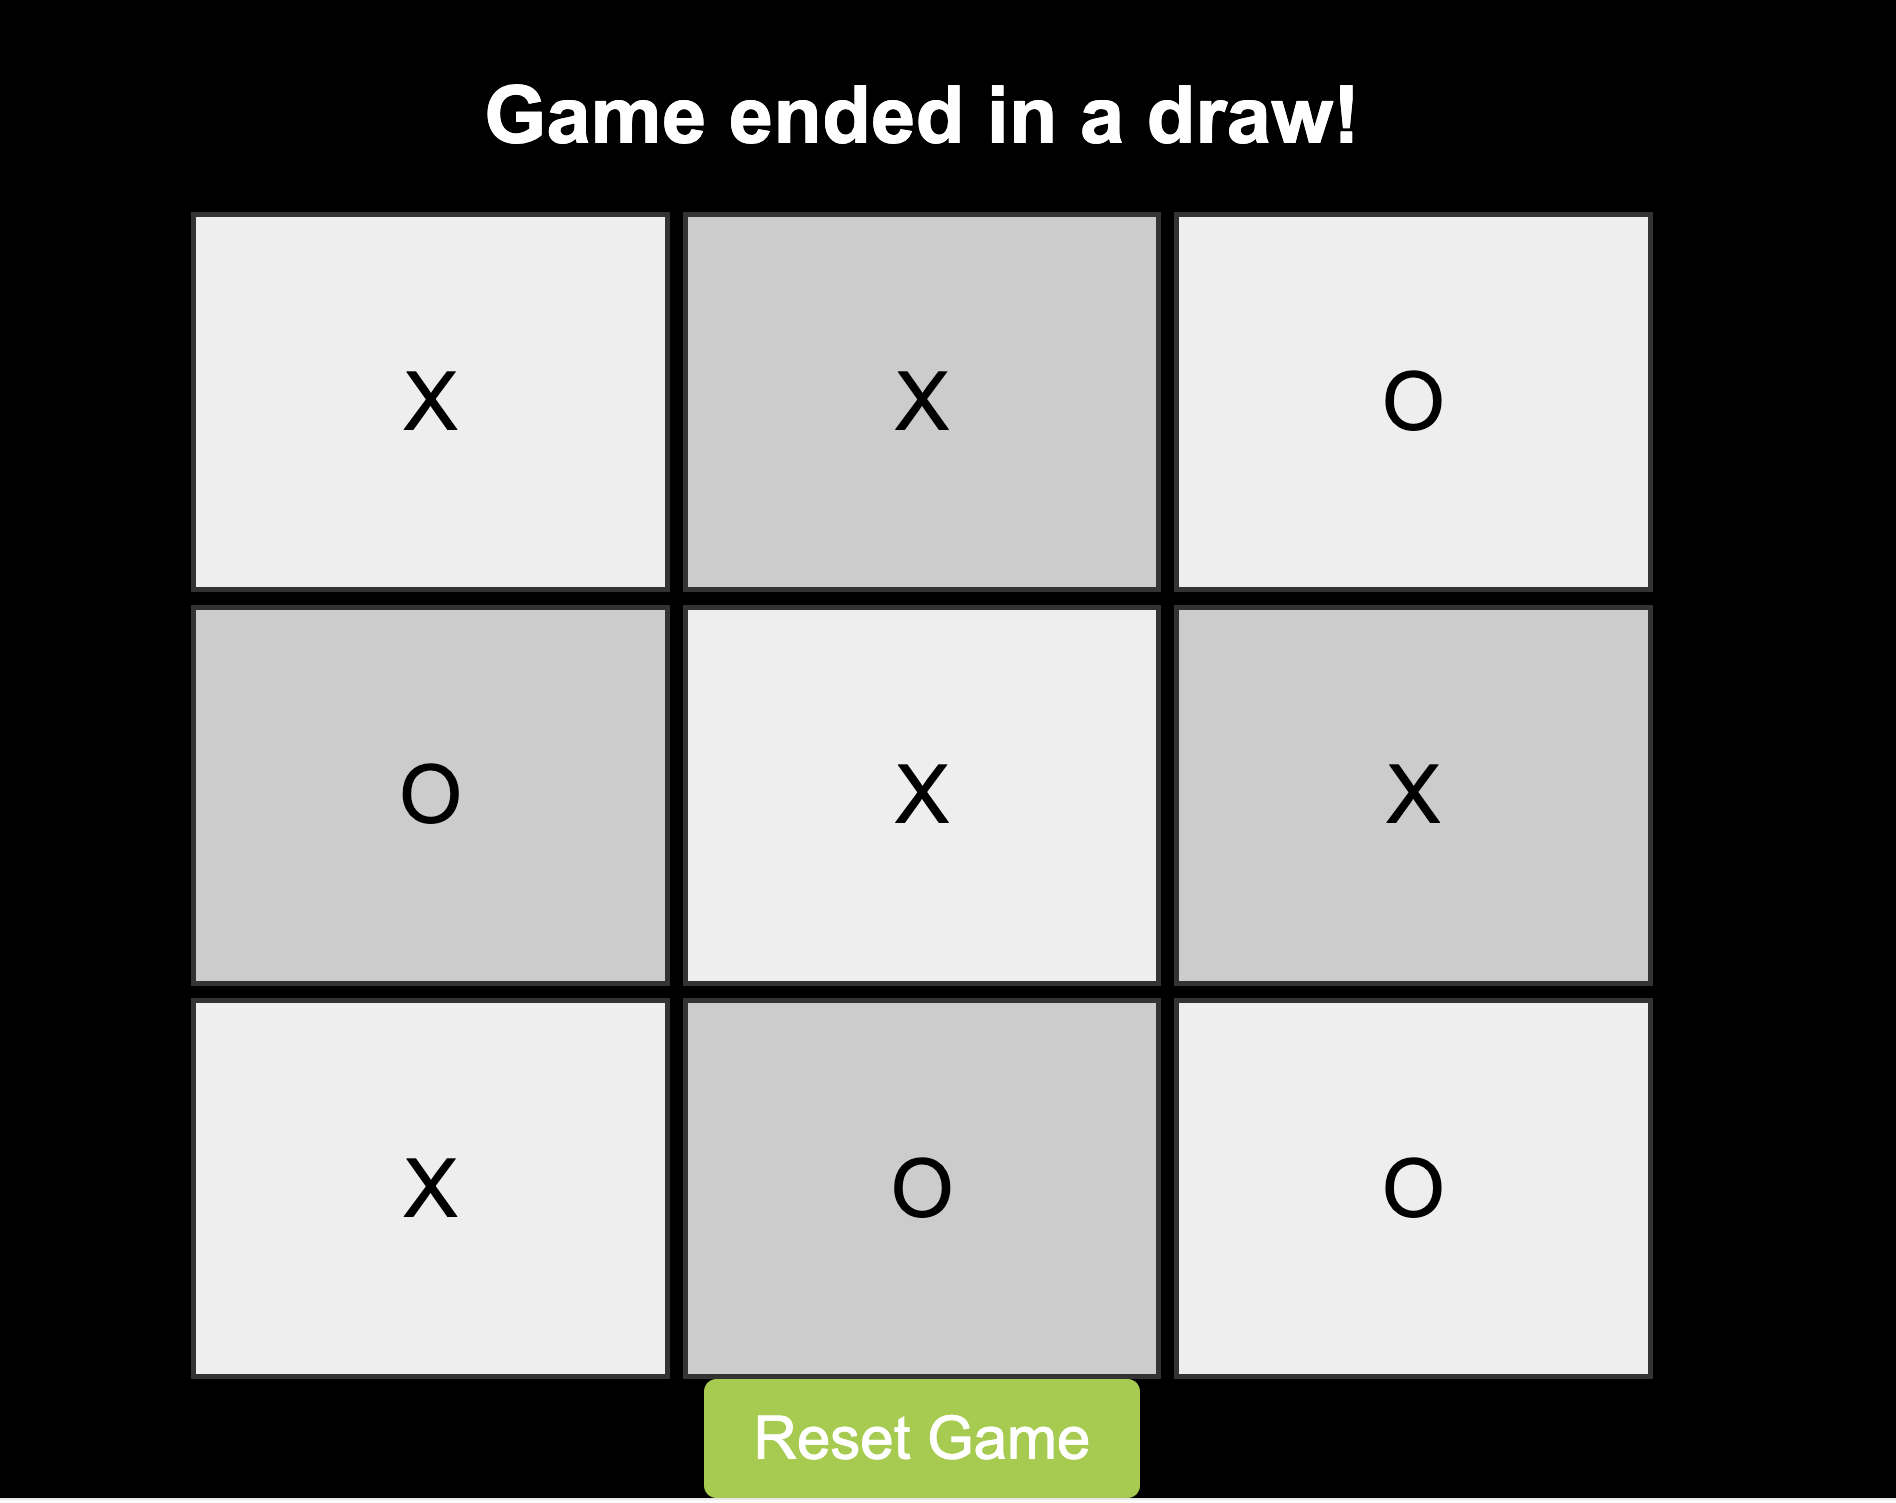 Game ended in a draw!
X X O
O X X
X O O
Reset Game